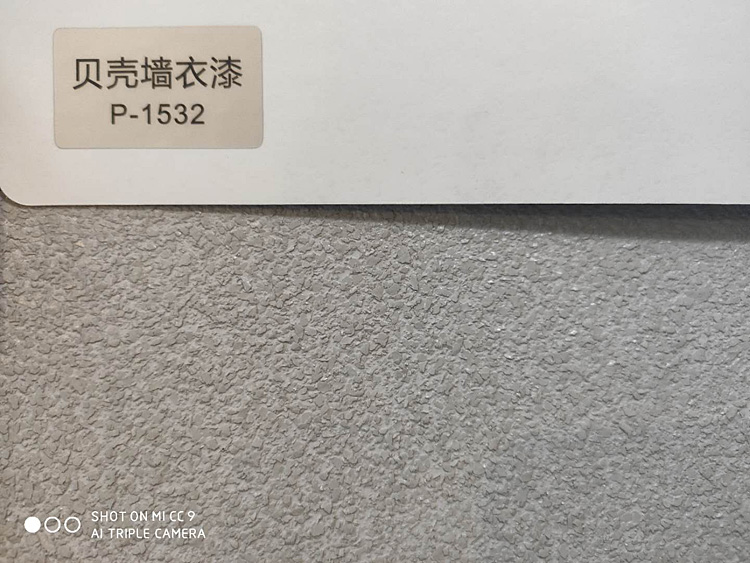 贝壳墙衣漆
P-1532
SHOT ON MI CC 9
AI TRIPLE CAMERA